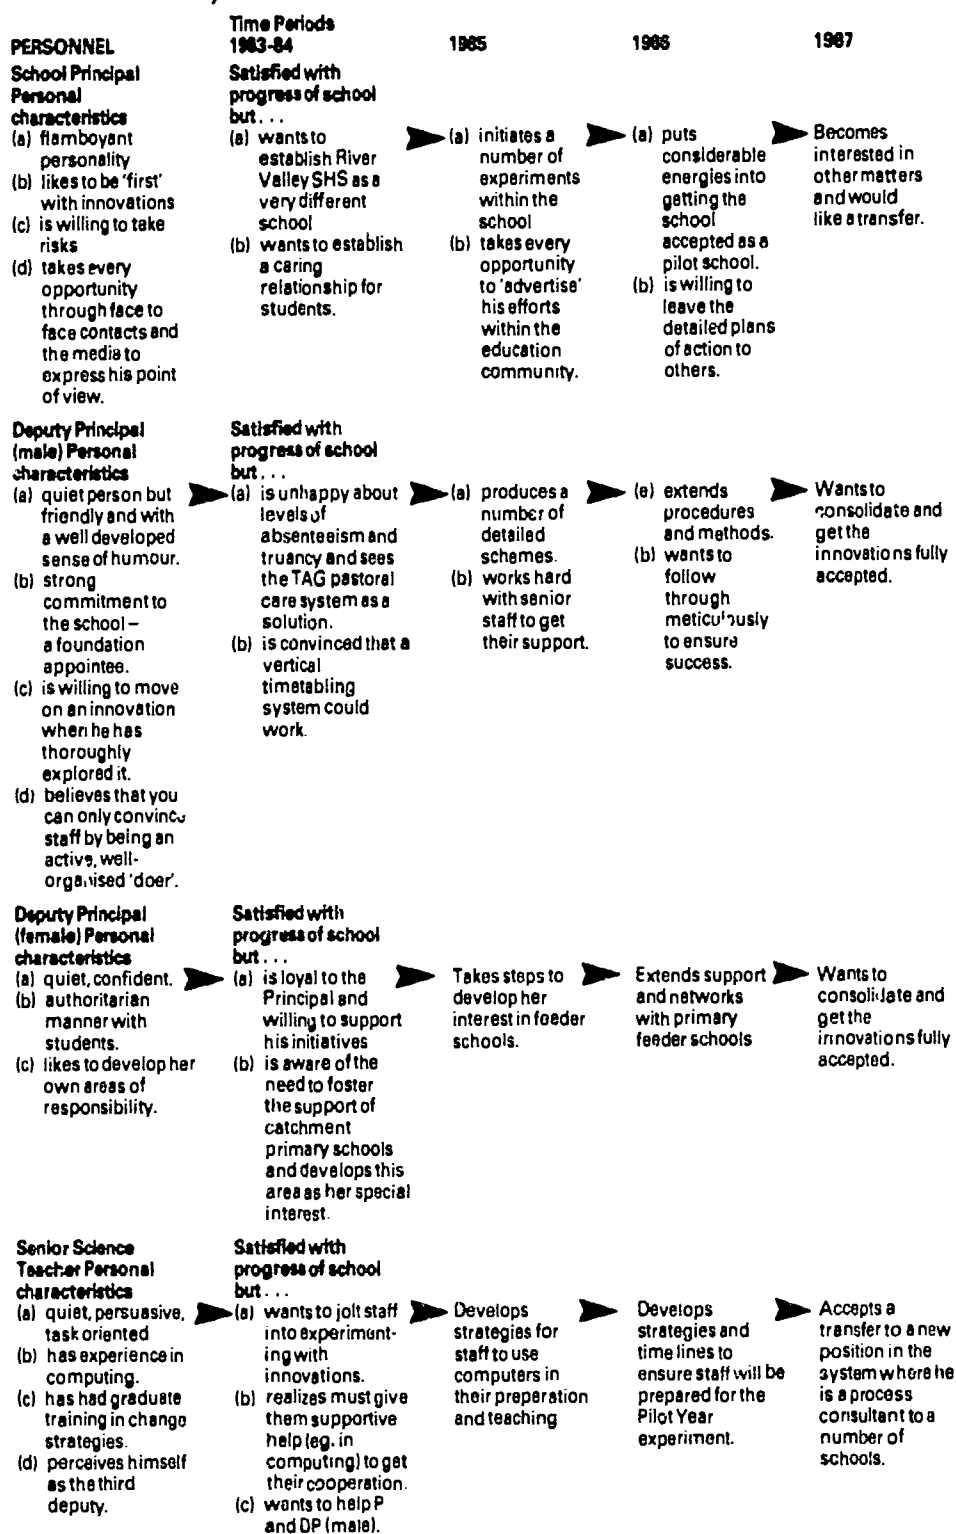 Time Periods
PERSONNEL 1983-84 1985 1986 1987
School Principal
Personal
characteristics
(a) flamboyant
personality
(b) likes to be 'first'
with innovations
(c) is willing to take
risks
(d) takes every
opportunity
through face to
face contacts and
the media to
express his point
of view.
Satisfied with
progress of school
but...
(a) wants to
establish River
Valley SHS as a
very different
school
(b) wants to establish
a caring
relationship for
students.
(a) initiates a
number of
experiments
within the
school
(b) takes every
opportunity
to 'advertise'
his efforts
within the
education
community.
(a) puts
considerable
energies into
getting the
school
accepted as a
pilot school.
(b) is willing to
leave the
detailed plans
of action to
others.
Becomes
interested in
other matters
and would
like a transfer.
Deputy Principal
(male) Personal
characteristics
(a) quiet person but
friendly and with
a well developed
sense of humour.
(b) strong
commitment to
the school –
a foundation
appointee.
(c) is willing to move
on an innovation
when he has
thoroughly
explored it.
(d) believes that you
can only convince
staff by being an
active, well-
organised 'doer'.
Satisfied with
progress of school
but...
(a) is unhappy about
levels of
absenteeism and
truancy and sees
the TAG pastoral
care system as a
solution.
(b) is convinced that a
vertical
timetabling
system could
work.
(a) produces a
number of
detailed
schemes.
(b) works hard
with senior
staff to get
their support.
(e) extends
procedures
and methods.
(b) wants to
follow
through
meticulously
to ensure
success.
Wants to
consolidate and
get the
innovations fully
accepted.
Deputy Principal
(female) Personal
characteristics
(a) quiet, confident.
(b) authoritarian
manner with
students.
(c) likes to develop her
own areas of
responsibility.
Satisfied with
progress of school
but...
(a) is loyal to the
Principal and
willing to support
his initiatives
(b) is aware of the
need to foster
the support of
catchment
primary schools
and develops this
area as her special
interest.
Takes steps to
develop her
interest in feeder
schools.
Extends support
and networks
with primary
feeder schools
Wants to
consolidate and
get the
innovations fully
accepted.
Senior Science
Teacher Personal
characteristics
(a) quiet, persuasive,
task oriented
(b) has experience in
computing.
(c) has had graduate
training in change
strategies.
(d) perceives himself
as the third
deputy.
Satisfied with
progress of school
but...
(a) wants to jolt staff
into experiment-
ing with
innovations.
(b) realizes must give
them supportive
help (eg. in
computing) to get
their cooperation.
(c) wants to help P
and DP (male).
Develops
strategies for
staff to use
computers in
their preparation
and teaching
Develops
strategies and
time lines to
ensure staff will be
prepared for the
Pilot Year
experiment.
Accepts a
transfer to a new
position in the
system where he
is a process
consultant to a
number of
schools.